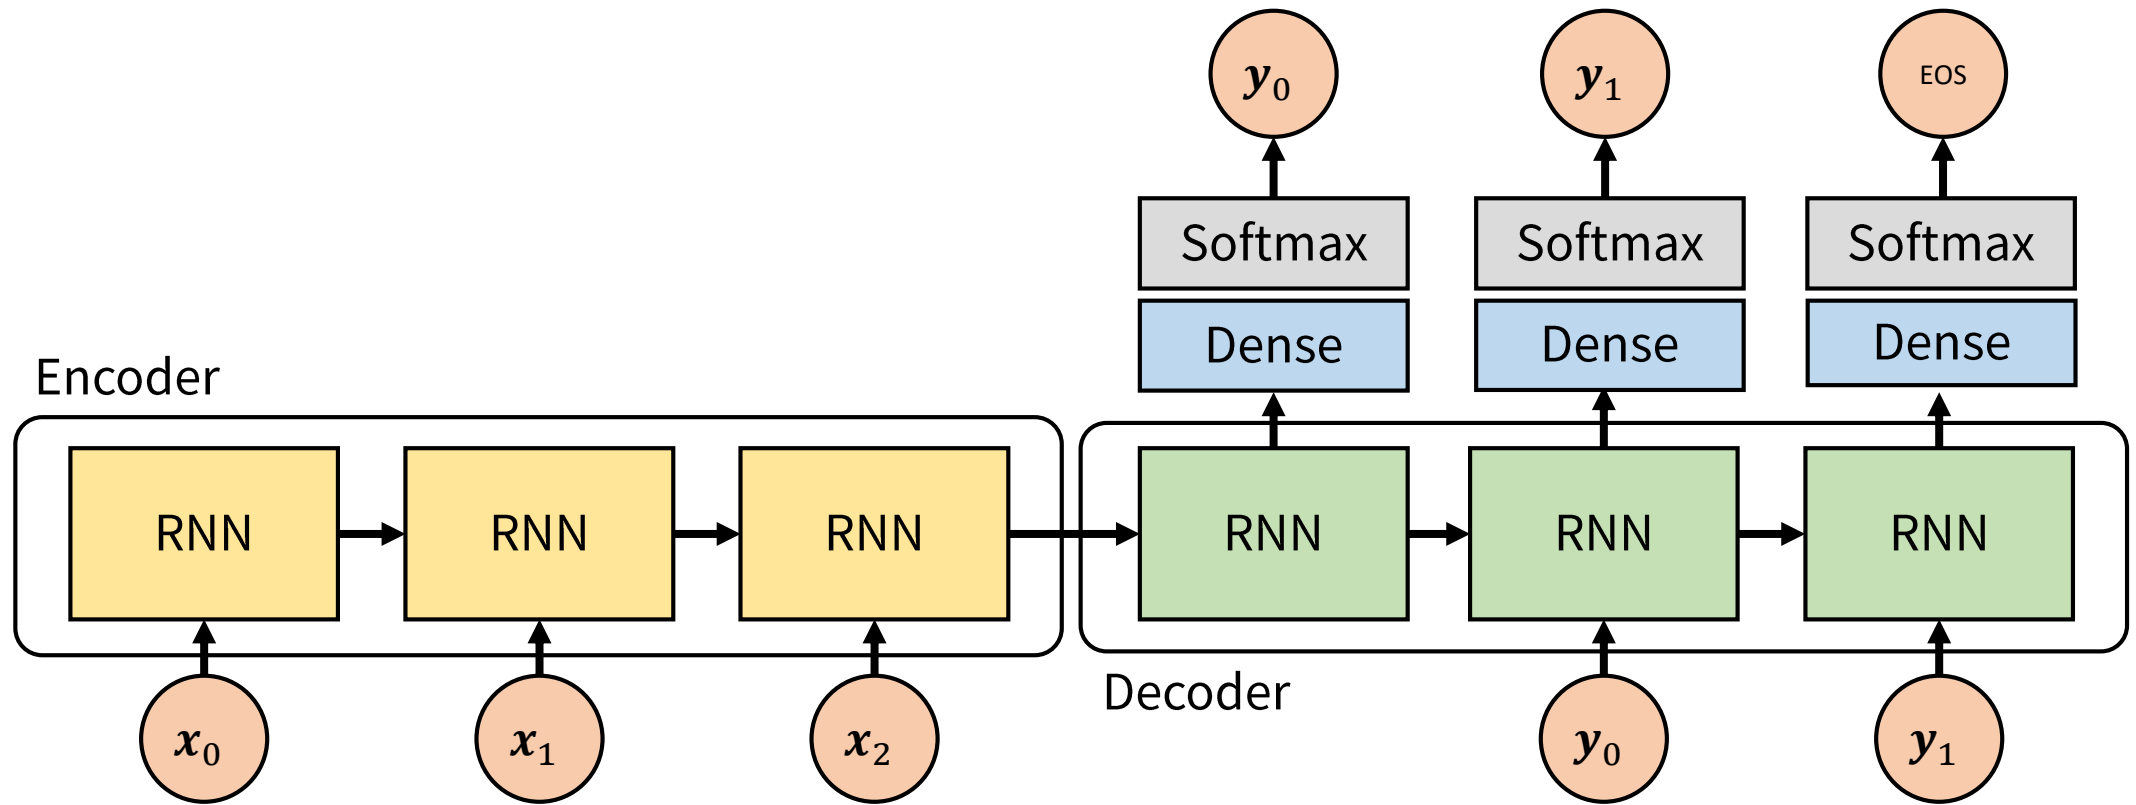 y0
y1
EOS
Softmax
Softmax
Softmax
Dense
Dense
Dense
Encoder
RNN
RNN
RNN
RNN
RNN
RNN
Decoder
x0
x1
x2
y0
y1